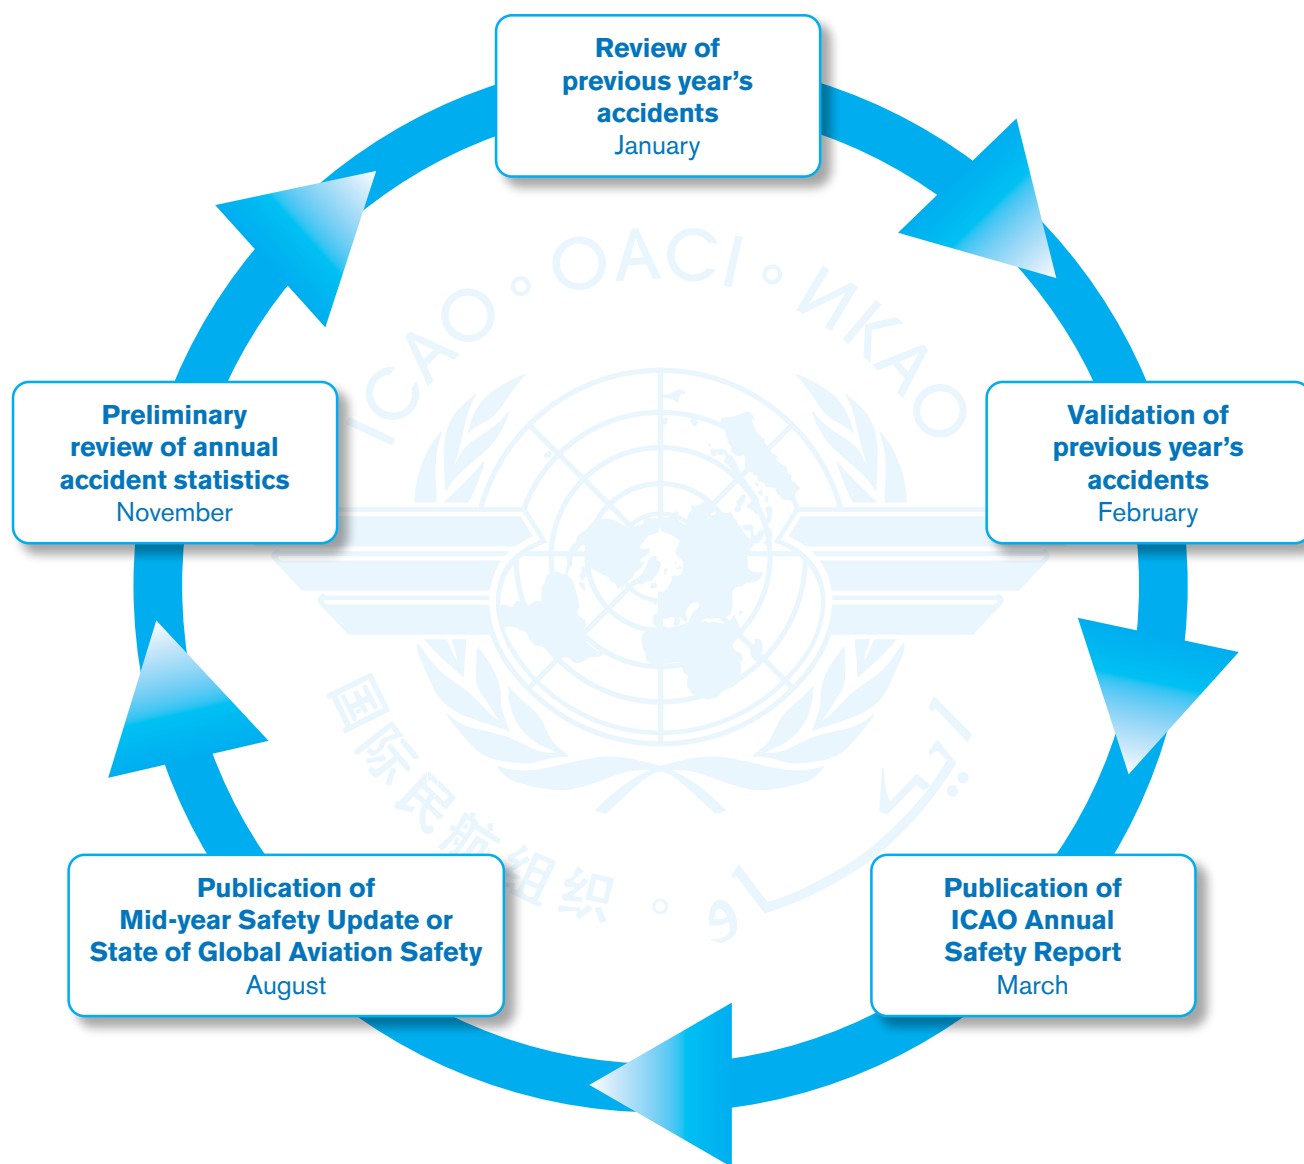 Review of
previous year's
accidents
January
Validation of
previous year's
accidents
February
Publication of
ICAO Annual
Safety Report
March
Publication of
Mid-year Safety Update or
State of Global Aviation Safety
August
Preliminary
review of annual
accident statistics
November
ICAO ∘ OACI ∘ ИКАО
国际民航组织 ∘ ايكاو